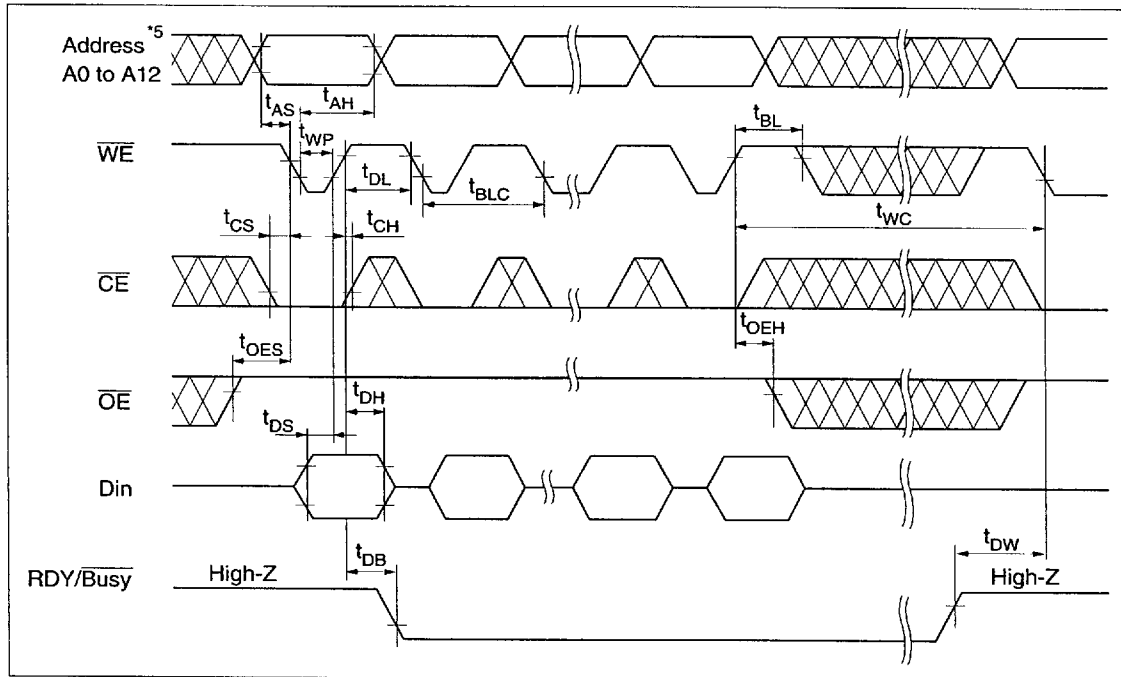 Address *5
A0 to A12
tAS
tAH
tWP
tBL
WE
tDL
tBLC
tWC
tCS
tCH
CE
tOEH
tOES
OE
tDH
tDS
Din
tDW
tDB
RDY/Busy
High-Z
High-Z